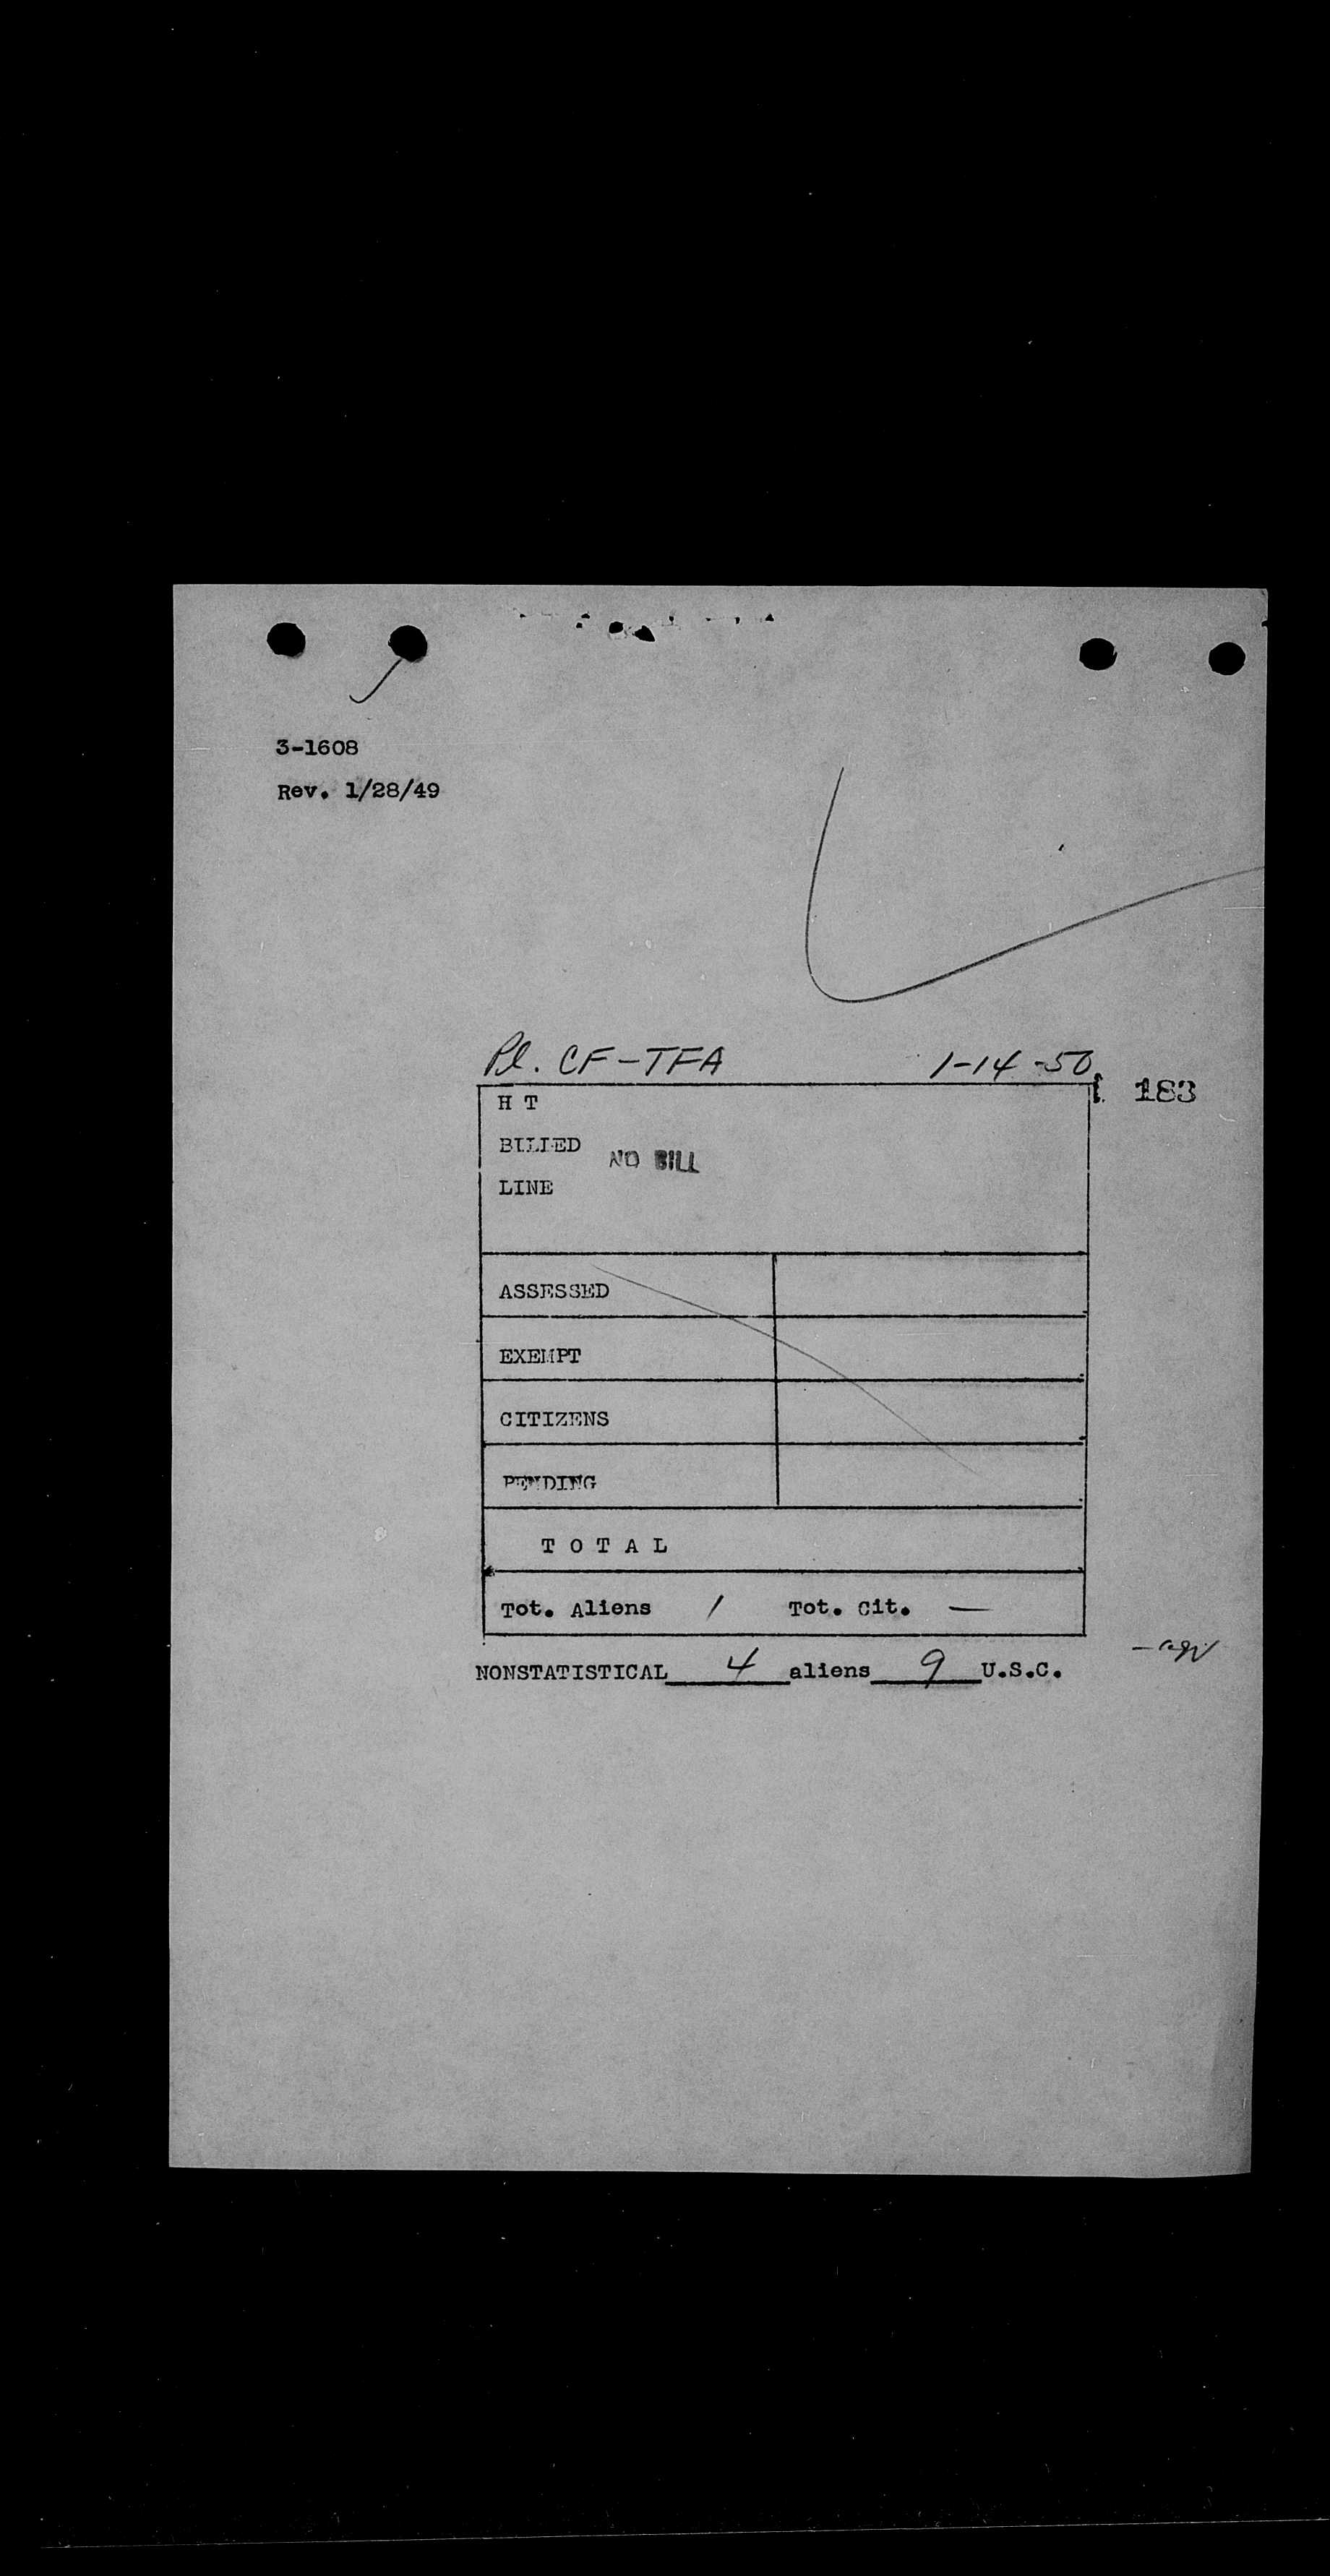 3-1608
Rev. 1/28/49
Pl. CF-TFA 1-14-50
183
H T
BILLED NO BILL
LINE
ASSESSED
EXEMPT
CITIZENS
PENDING
T O T A L
Tot. Aliens / Tot. Cit. —
NONSTATISTICAL 4 aliens 9 U.S.C.